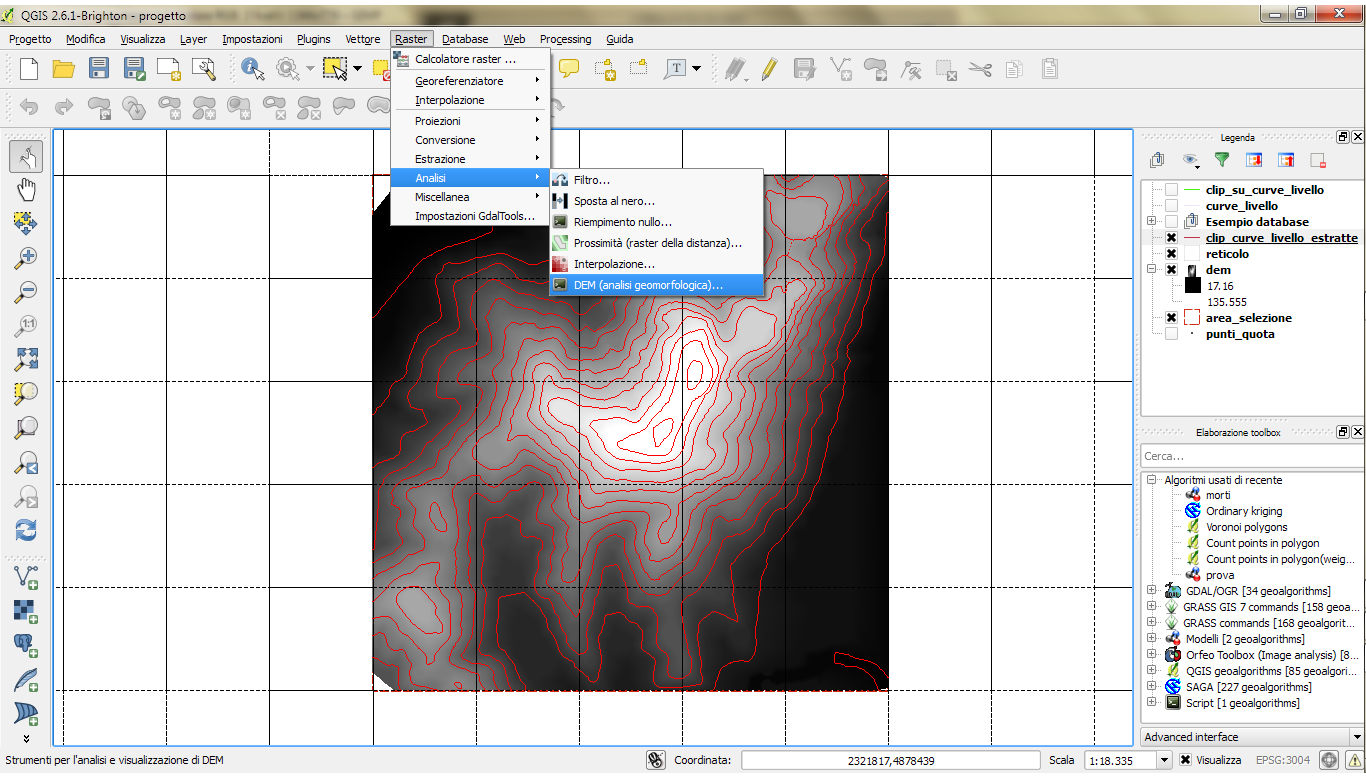 QGIS 2.6.1-Brighton - progetto
Progetto Modifica Visualizza Layer Impostazioni Plugins Vettore Raster Database Web Processing Guida
Calcolatore raster ...
Georeferenziatore
Interpolazione
Proiezioni
Conversione
Estrazione
Analisi
Miscellanea
Impostazioni GdalTools...
Filtro...
Sposta al nero...
Riempimento nullo...
Prossimità (raster della distanza)...
Interpolazione...
DEM (analisi geomorfologica)...
T
1:1
Legenda
clip_su_curve_livello
curve_livello
Esempio database
clip_curve_livello_estratte
reticolo
dem
17.16
135.555
area_selezione
punti_quota
Elaborazione toolbox
Cerca...
Algoritmi usati di recente
morti
Ordinary kriging
Voronoi polygons
Count points in polygon
Count points in polygon(weig...
prova
GDAL/OGR [34 geoalgorithms]
GRASS GIS 7 commands [158 geoa...
GRASS commands [168 geoalgorit...
Modelli [2 geoalgorithms]
Orfeo Toolbox (Image analysis) [8...
QGIS geoalgorithms [85 geoalgori...
SAGA [227 geoalgorithms]
Script [1 geoalgorithms]
Advanced interface
Strumenti per l'analisi e visualizzazione di DEM
Coordinata: 2321817,4878439 Scala 1:18.335 Visualizza EPSG:3004